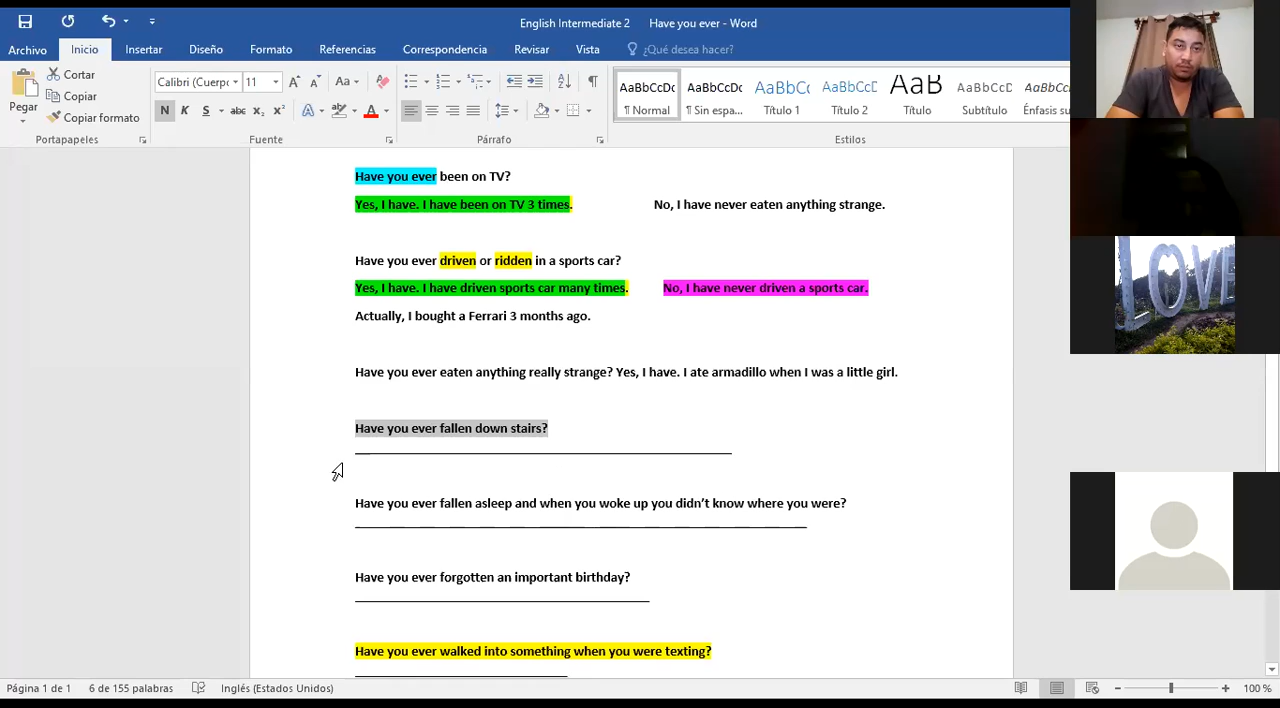 English Intermediate 2 Have you ever - Word
Archivo Inicio Insertar Diseño Formato Referencias Correspondencia Revisar Vista ¿Qué desea hacer?
Pegar
Cortar
Copiar
Copiar formato
Portapapeles
Calibri (Cuerpo 11
Aa
N K S abc x₂ x²
A A
Fuente
Párrafo
AaBbCcDc AaBbCcDc AaBbCc AaBbCcD AaB AaBbCcD AaBbCcD
¶ Normal ¶ Sin espa... Título 1 Título 2 Título Subtítulo Énfasis su
Estilos
Have you ever been on TV?
Yes, I have. I have been on TV 3 times. No, I have never eaten anything strange.
Have you ever driven or ridden in a sports car?
Yes, I have. I have driven sports car many times. No, I have never driven a sports car.
Actually, I bought a Ferrari 3 months ago.
Have you ever eaten anything really strange? Yes, I have. I ate armadillo when I was a little girl.
Have you ever fallen down stairs?
Have you ever fallen asleep and when you woke up you didn’t know where you were?
Have you ever forgotten an important birthday?
Have you ever walked into something when you were texting?
Página 1 de 1 6 de 155 palabras Inglés (Estados Unidos) 100 %
LOVE